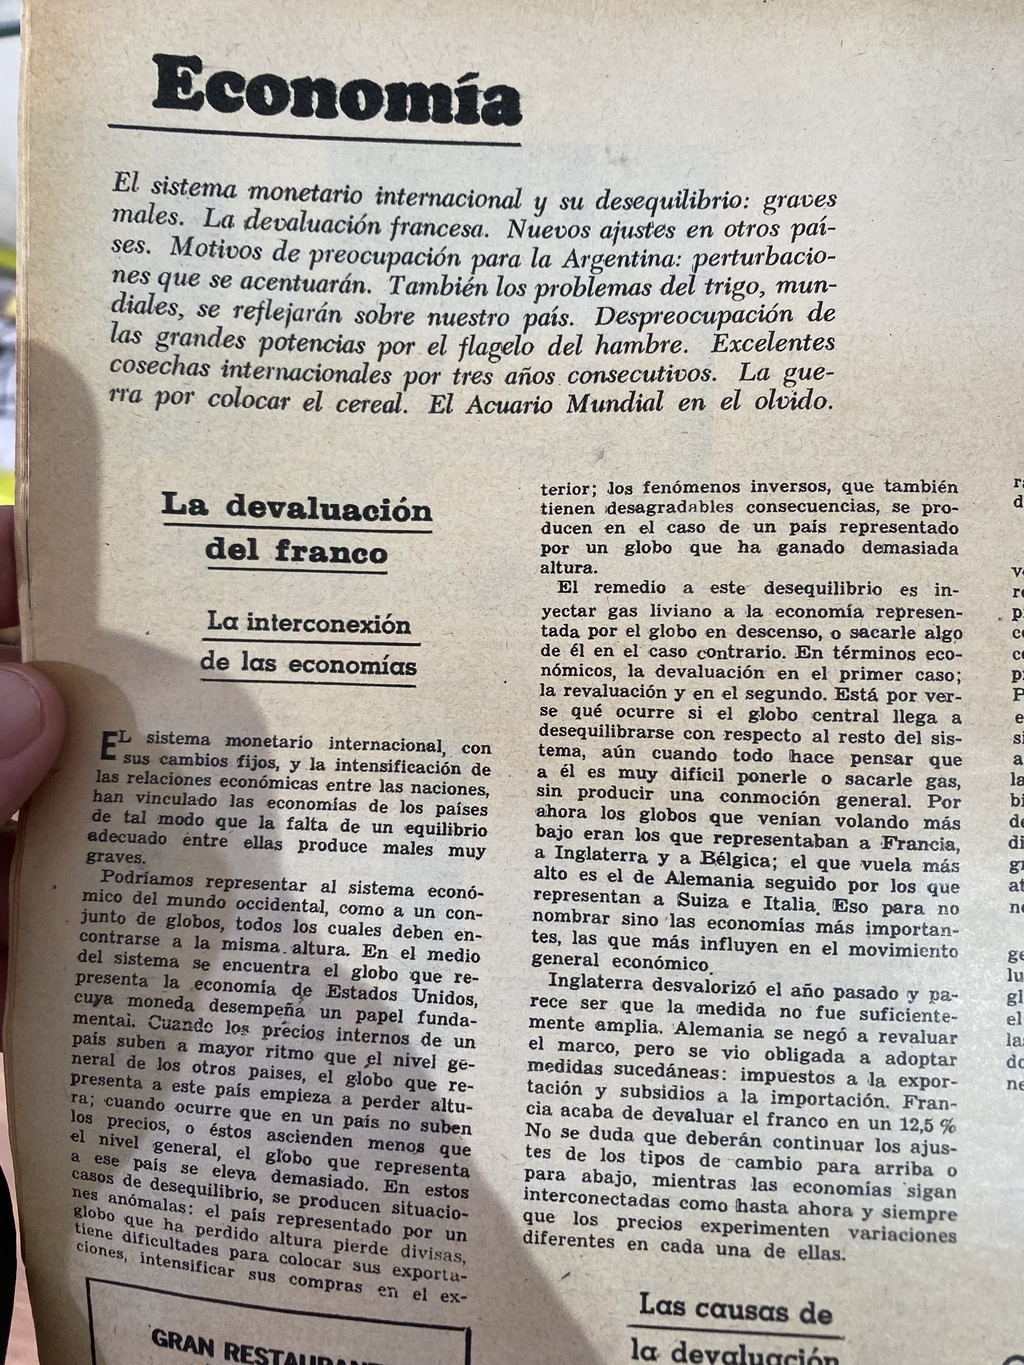 Economía
El sistema monetario internacional y su desequilibrio: graves
males. La devaluación francesa. Nuevos ajustes en otros paí-
ses. Motivos de preocupación para la Argentina: perturbacio-
nes que se acentuarán. También los problemas del trigo, mun-
diales, se reflejarán sobre nuestro país. Despreocupación de
las grandes potencias por el flagelo del hambre. Excelentes
cosechas internacionales por tres años consecutivos. La gue-
rra por colocar el cereal. El Acuario Mundial en el olvido.
La devaluación
del franco
La interconexión
de las economías
EL sistema monetario internacional, con
sus cambios fijos, y la intensificación de
las relaciones económicas entre las naciones,
han vinculado las economías de los países
de tal modo que la falta de un equilibrio
adecuado entre ellas produce males muy
graves.
Podríamos representar al sistema econó-
mico del mundo occidental, como a un con-
junto de globos, todos los cuales deben en-
contrarse a la misma altura. En el medio
del sistema se encuentra el globo que re-
presenta la economía de Estados Unidos,
cuya moneda desempeña un papel funda-
mental. Cuando los precios internos de un
país suben a mayor ritmo que el nivel ge-
neral de los otros paises, el globo que re-
presenta a este país empieza a perder altu-
ra; cuando ocurre que en un país no suben
los precios, o éstos ascienden menos que
el nivel general, el globo que representa
a ese país se eleva demasiado. En estos
casos de desequilibrio, se producen situacio-
nes anómalas: el país representado por un
globo que ha perdido altura pierde divisas,
tiene dificultades para colocar sus exporta-
ciones, intensificar sus compras en el ex-
GRAN RESTAURAN
terior; los fenómenos inversos, que también
tienen desagradables consecuencias, se pro-
ducen en el caso de un país representado
por un globo que ha ganado demasiada
altura.
El remedio a este desequilibrio es in-
yectar gas liviano a la economía represen-
tada por el globo en descenso, o sacarle algo
de él en el caso contrario. En términos eco-
nómicos, la devaluación en el primer caso;
la revaluación y en el segundo. Está por ver-
se qué ocurre si el globo central llega a
desequilibrarse con respecto al resto del sis-
tema, aún cuando todo hace pensar que
a él es muy difícil ponerle o sacarle gas,
sin producir una conmoción general. Por
ahora los globos que venían volando más
bajo eran los que representaban a Francia,
a Inglaterra y a Bélgica; el que vuela más
alto es el de Alemania seguido por los que
representan a Suiza e Italia. Eso para no
nombrar sino las economías más importan-
tes, las que más influyen en el movimiento
general económico.
Inglaterra desvalorizó el año pasado y pa-
rece ser que la medida no fue suficiente-
mente amplia. Alemania se negó a revaluar
el marco, pero se vio obligada a adoptar
medidas sucedáneas: impuestos a la expor-
tación y subsidios a la importación. Fran-
cia acaba de devaluar el franco en un 12,5 %
No se duda que deberán continuar los ajus-
tes de los tipos de cambio para arriba o
para abajo, mientras las economías sigan
interconectadas como hasta ahora y siempre
que los precios experimenten variaciones
diferentes en cada una de ellas.
Las causas de
la devaluación